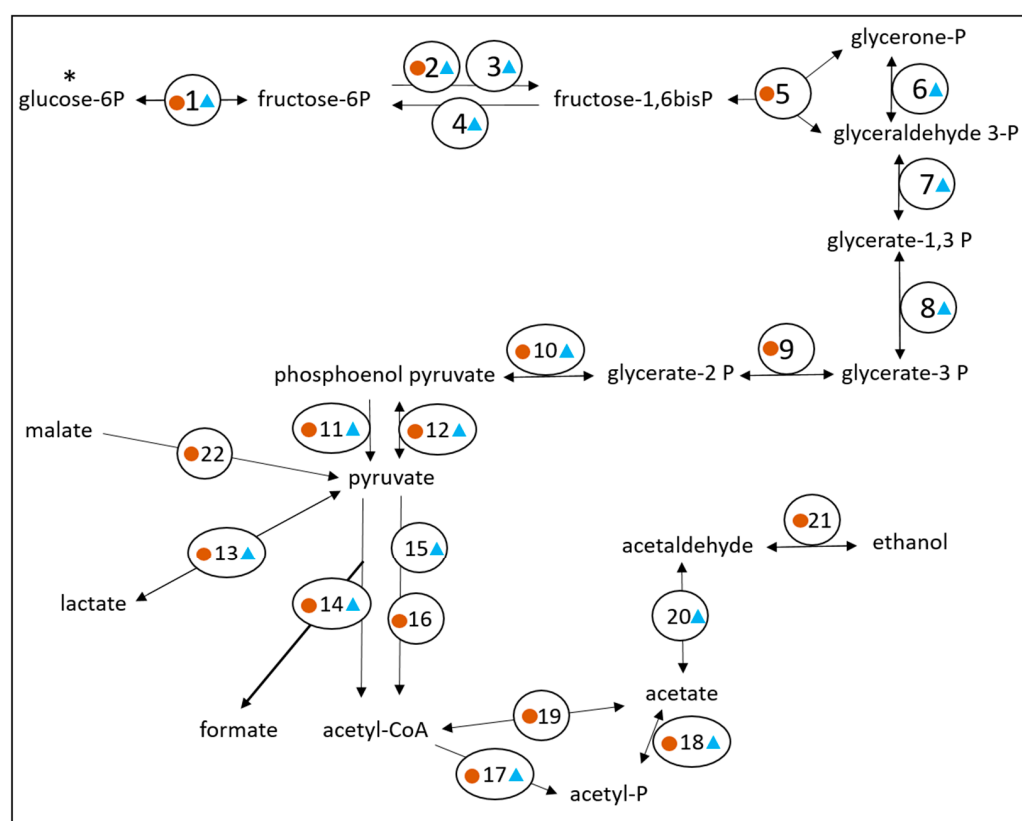 glycerone-P
*
2
3
glucose-6P
1
fructose-6P
fructose-1,6bisP
5
6
4
glyceraldehyde 3-P
7
glycerate-1,3 P
8
10
9
phosphoenol pyruvate
glycerate-2 P
glycerate-3 P
malate
11
12
22
pyruvate
21
13
15
acetaldehyde
ethanol
lactate
14
16
20
acetate
formate
acetyl-CoA
19
18
17
acetyl-P